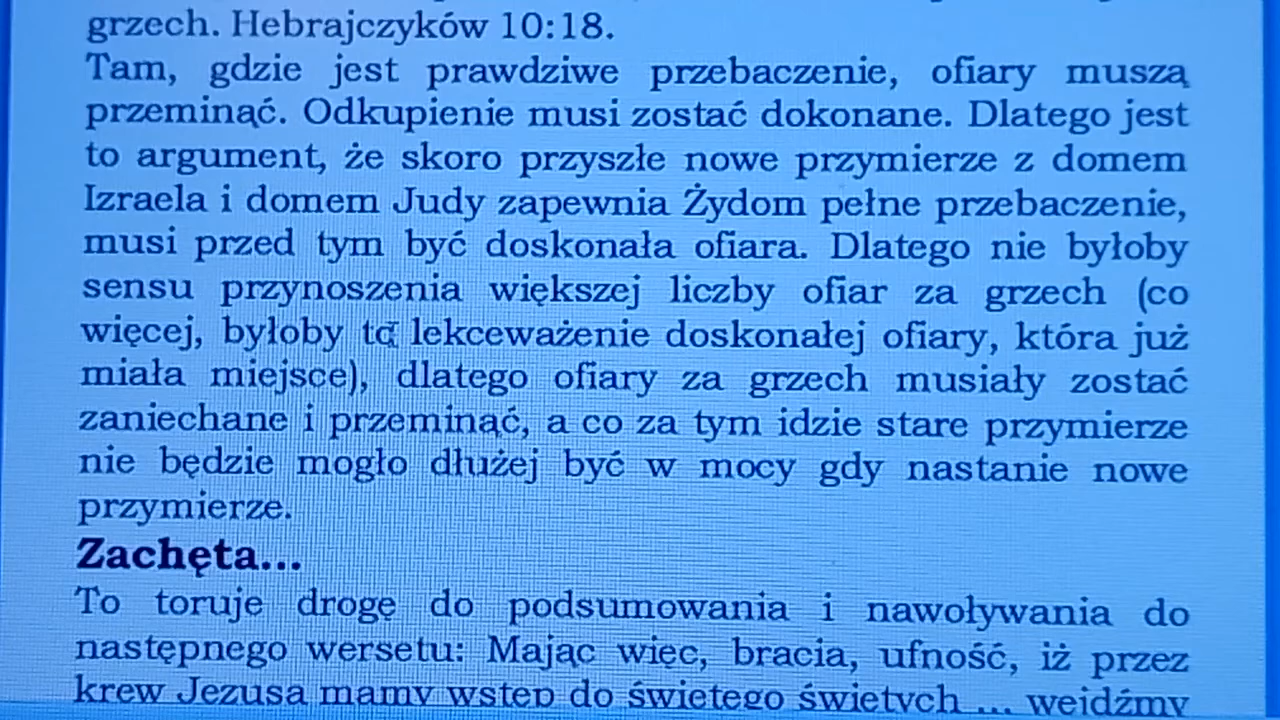 grzech. Hebrajczyków 10:18.
Tam, gdzie jest prawdziwe przebaczenie, ofiary muszą
przeminąć. Odkupienie musi zostać dokonane. Dlatego jest
to argument, że skoro przyszłe nowe przymierze z domem
Izraela i domem Judy zapewnia Żydom pełne przebaczenie,
musi przed tym być doskonała ofiara. Dlatego nie byłoby
sensu przynoszenia większej liczby ofiar za grzech (co
więcej, byłoby to lekceważenie doskonałej ofiary, która już
miała miejsce), dlatego ofiary za grzech musiały zostać
zaniechane i przeminąć, a co za tym idzie stare przymierze
nie będzie mogło dłużej być w mocy gdy nastanie nowe
przymierze.
Zachęta...
To toruje drogę do podsumowania i nawoływania do
następnego wersetu: Mając więc, bracia, ufność, iż przez
krew Jezusa mamy wstęp do świętego świętych ... wejdźmy